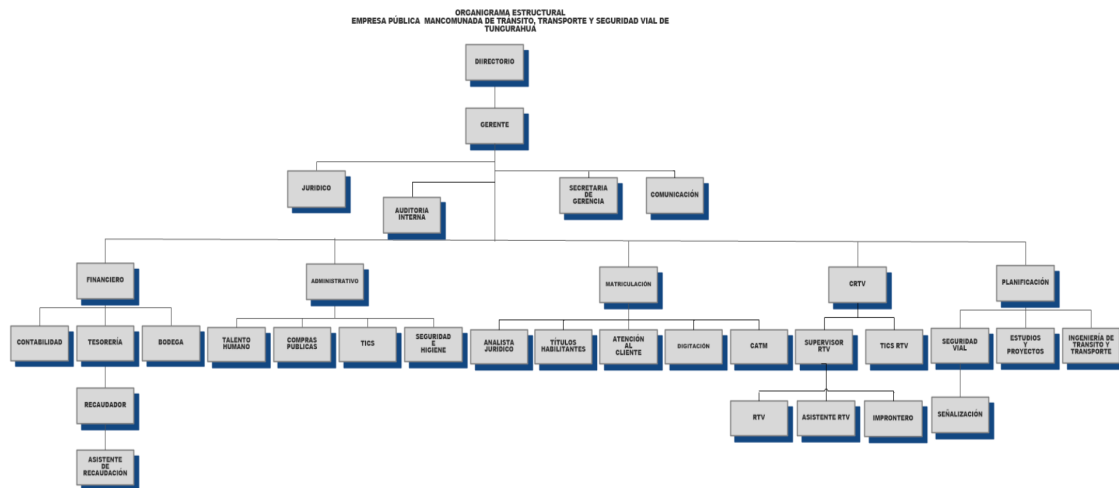 ORGANIGRAMA ESTRUCTURAL
EMPRESA PÚBLICA MANCOMUNADA DE TRÁNSITO, TRANSPORTE Y SEGURIDAD VIAL DE
TUNGURAHUA
DIIRECTORIO
GERENTE
JURIDICO
AUDITORIA
INTERNA
SECRETARIA
DE
GERENCIA
COMUNICACIÓN
FINANCIERO
ADMINISTRATIVO
MATRICULACIÓN
CRTV
PLANIFICACIÓN
CONTABILIDAD
TESORERÍA
BODEGA
TALENTO
HUMANO
COMPRAS
PUBLICAS
TICS
SEGURIDAD
E
HIGIENE
ANALISTA
JURÍDICO
TÍTULOS
HABILITANTES
ATENCIÓN
AL
CLIENTE
DIGITACIÓN
CATM
SUPERVISOR
RTV
TICS RTV
SEGURIDAD
VIAL
ESTUDIOS
Y
PROYECTOS
INGENIERÍA DE
TRANSITO Y
TRANSPORTE
RECAUDADOR
RTV
ASISTENTE RTV
IMPRONTERO
SEÑALIZACIÓN
ASISTENTE
DE
RECAUDACIÓN